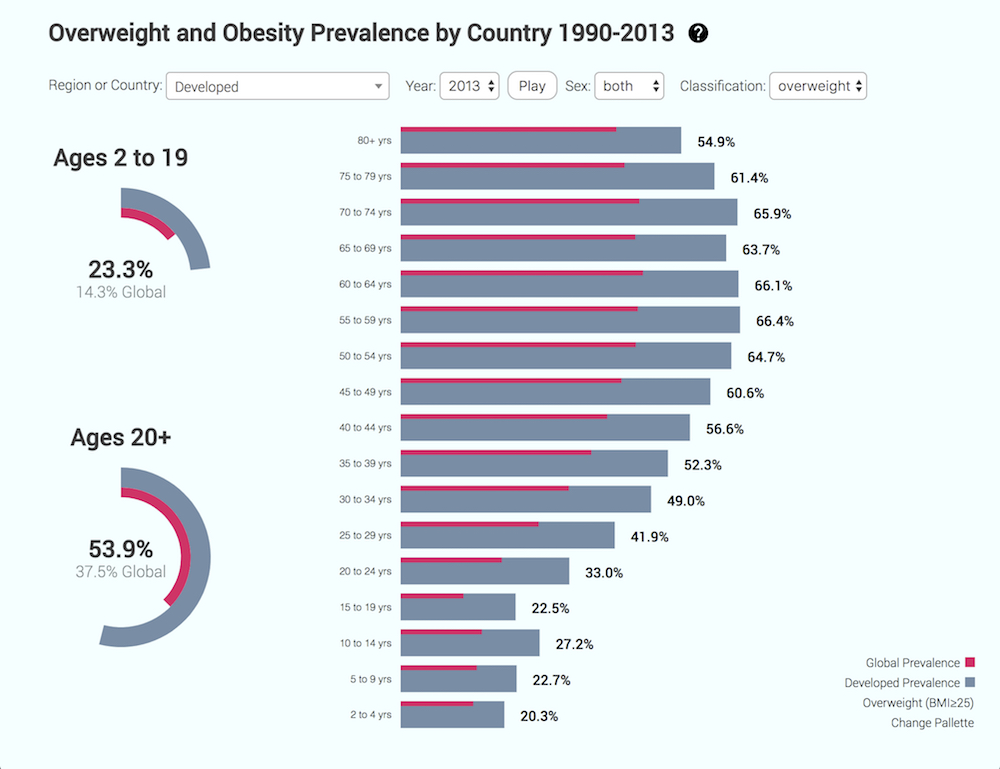 Overweight and Obesity Prevalence by Country 1990-2013 ?
Region or Country: Developed Year: 2013 Play Sex: both Classification: overweight
Ages 2 to 19
23.3%
14.3% Global
Ages 20+
53.9%
37.5% Global
80+ yrs 54.9%
75 to 79 yrs 61.4%
70 to 74 yrs 65.9%
65 to 69 yrs 63.7%
60 to 64 yrs 66.1%
55 to 59 yrs 66.4%
50 to 54 yrs 64.7%
45 to 49 yrs 60.6%
40 to 44 yrs 56.6%
35 to 39 yrs 52.3%
30 to 34 yrs 49.0%
25 to 29 yrs 41.9%
20 to 24 yrs 33.0%
15 to 19 yrs 22.5%
10 to 14 yrs 27.2%
5 to 9 yrs 22.7%
2 to 4 yrs 20.3%
Global Prevalence
Developed Prevalence
Overweight (BMI≥25)
Change Pallette